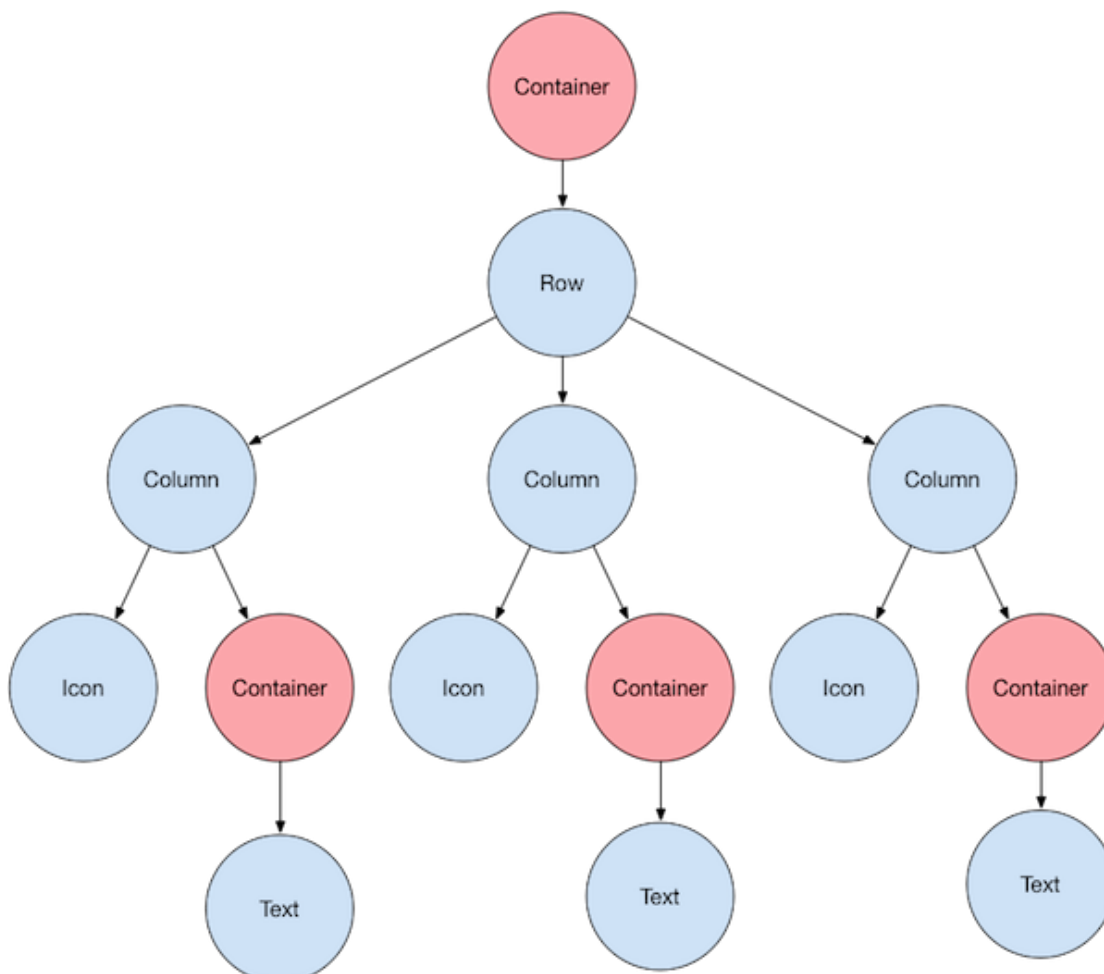 Container
Row
Column
Column
Column
Icon
Container
Icon
Container
Icon
Container
Text
Text
Text